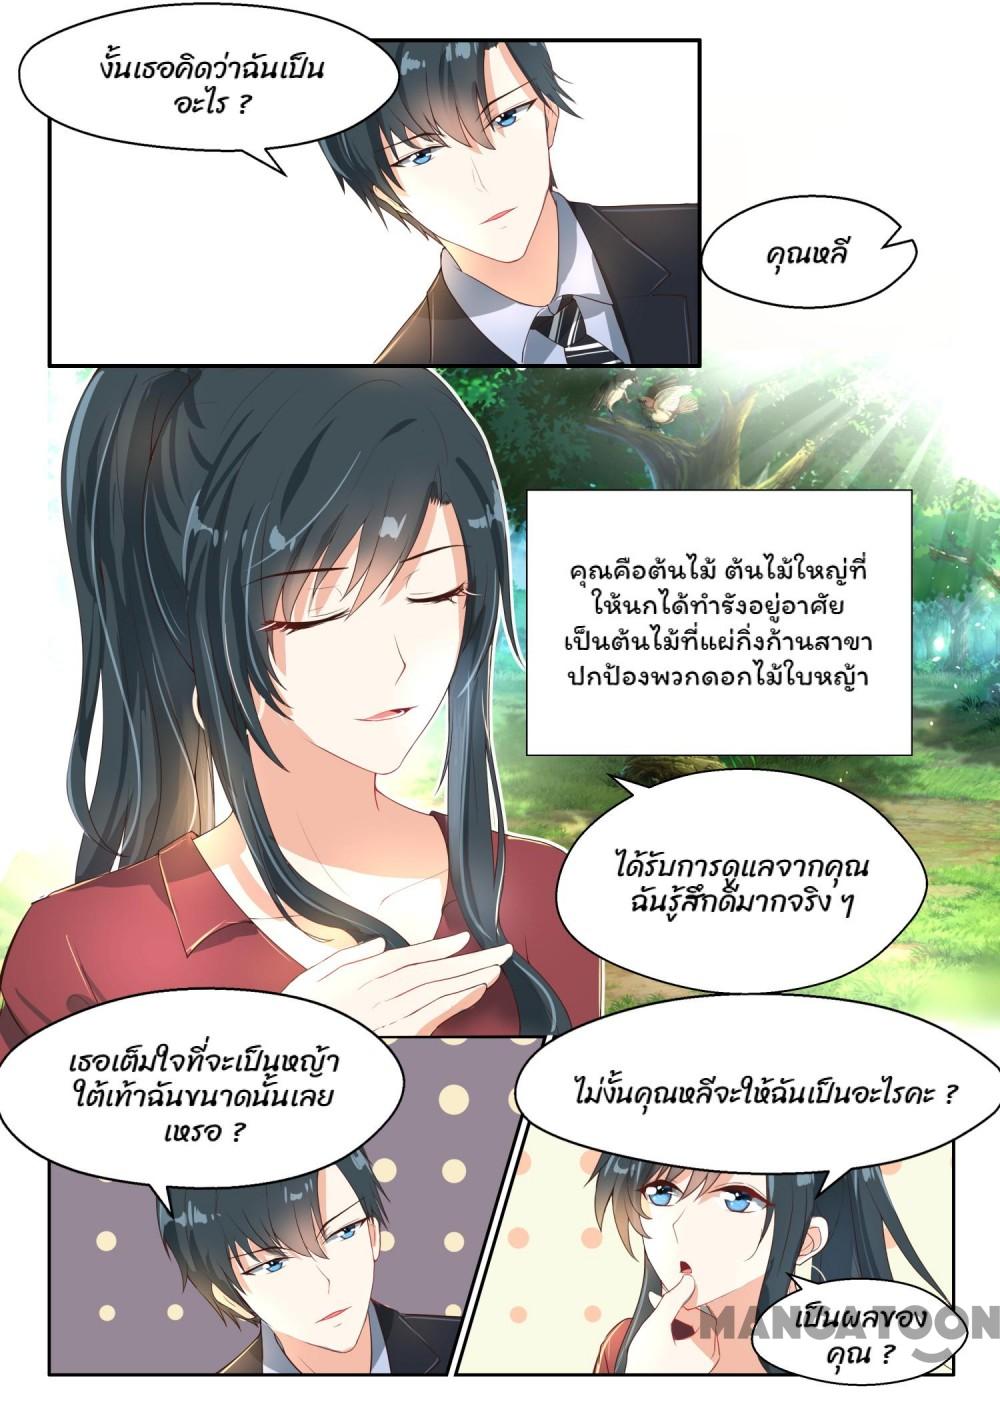 งั้นเธอคิดว่าฉันเป็น
อะไร ?
คุณหลี
คุณคือต้นไม้ ต้นไม้ใหญ่ที่
ให้นกได้ทำรังอยู่อาศัย
เป็นต้นไม้ที่แผ่กิ่งก้านสาขา
ปกป้องพวกดอกไม้ใบหญ้า
ได้รับการดูแลจากคุณ
ฉันรู้สึกดีมากจริง ๆ
เธอเต็มใจที่จะเป็นหญ้า
ใต้เท้าฉันขนาดนั้นเลย
เหรอ ?
ไม่งั้นคุณหลีจะให้ฉันเป็นอะไรคะ ?
เป็นผลของ
คุณ ?
MANGATOON